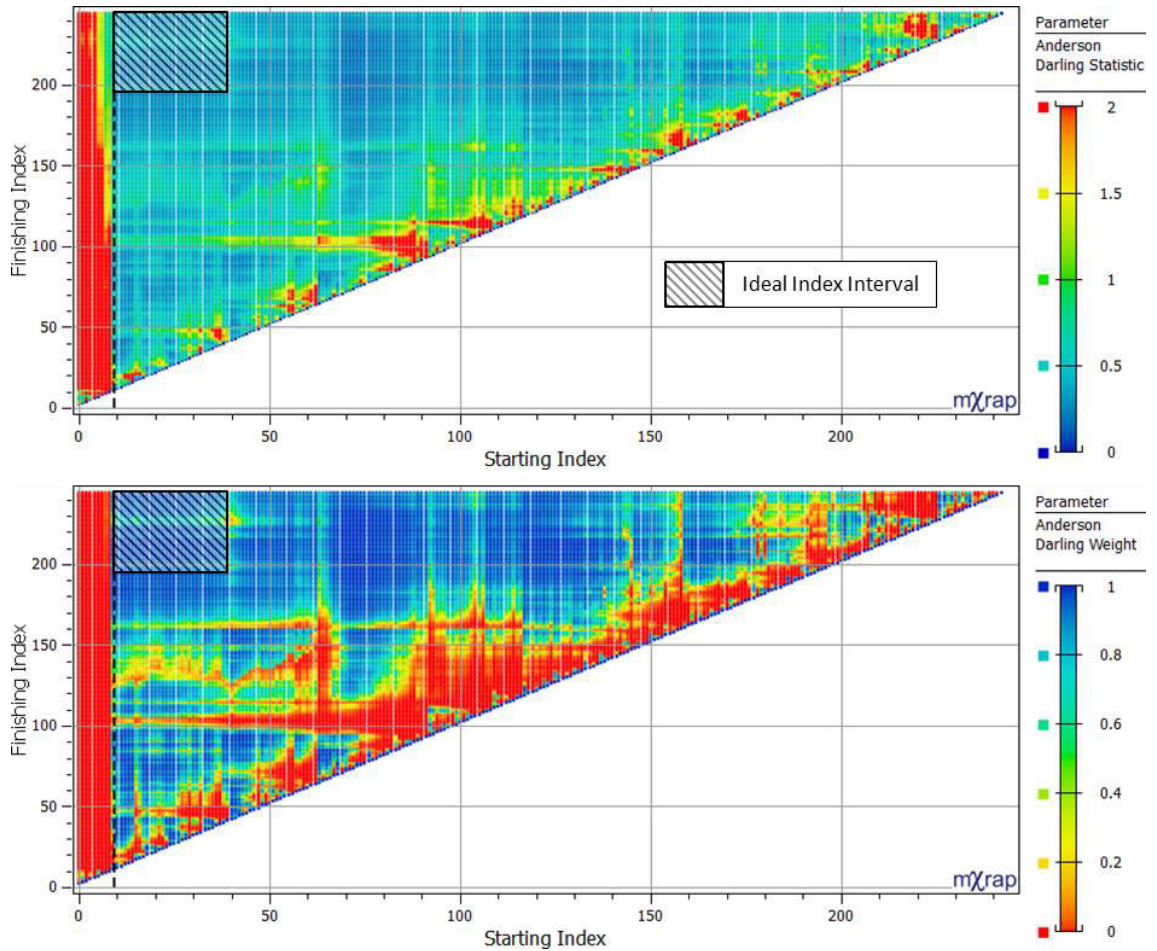 Parameter
Anderson
Darling Statistic
2
1.5
1
0.5
0
Finishing Index
200
150
100
50
0
Ideal Index Interval
mχrap
0 50 100 150 200
Starting Index
Parameter
Anderson
Darling Weight
1
0.8
0.6
0.4
0.2
0
Finishing Index
200
150
100
50
0
mχrap
0 50 100 150 200
Starting Index